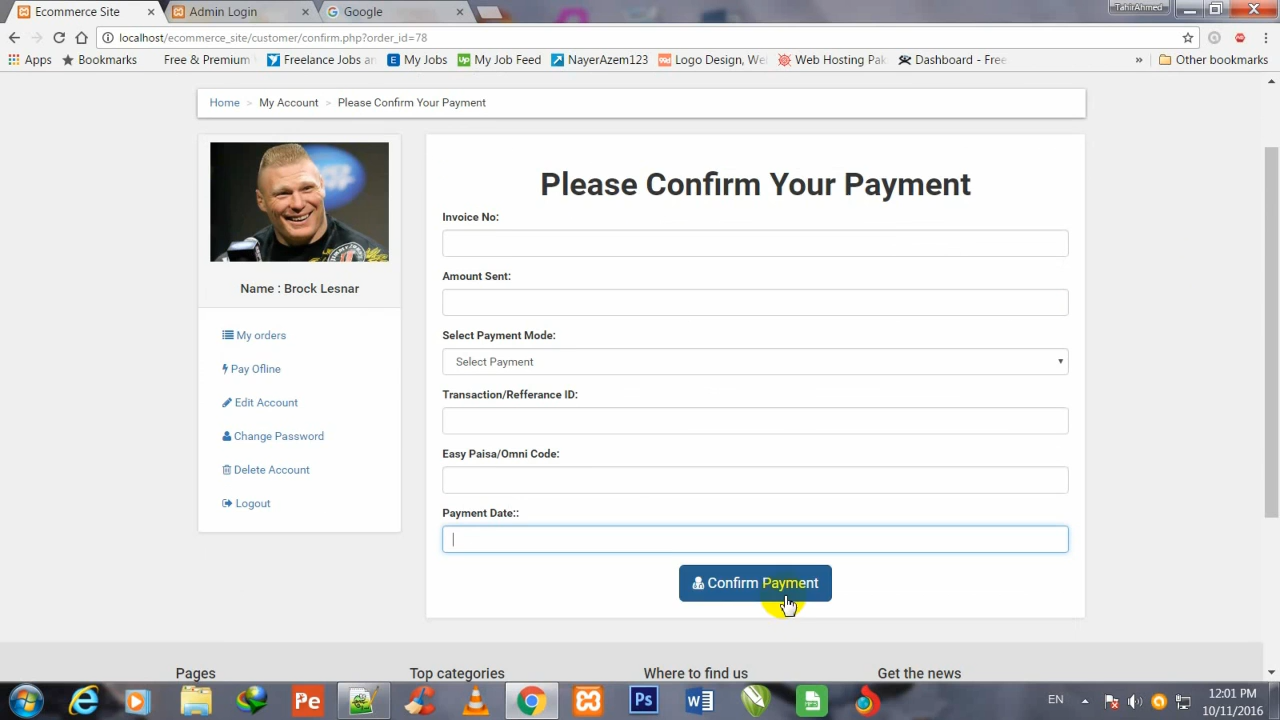 Ecommerce Site
Admin Login
Google
TahirAhmed
localhost/ecommerce_site/customer/confirm.php?order_id=78
Apps
Bookmarks
Free & Premium
Freelance Jobs an
My Jobs
My Job Feed
NayerAzem123
Logo Design, We
Web Hosting Pak
Dashboard - Free
»
Other bookmarks
Home > My Account > Please Confirm Your Payment
Name : Brock Lesnar
My orders
Pay Ofline
Edit Account
Change Password
Delete Account
Logout
Please Confirm Your Payment
Invoice No:
Amount Sent:
Select Payment Mode:
Select Payment
Transaction/Refferance ID:
Easy Paisa/Omni Code:
Payment Date::
Confirm Payment
Pages
Top categories
Where to find us
Get the news
Pe
Ps
W
EN
12:01 PM
10/11/2016